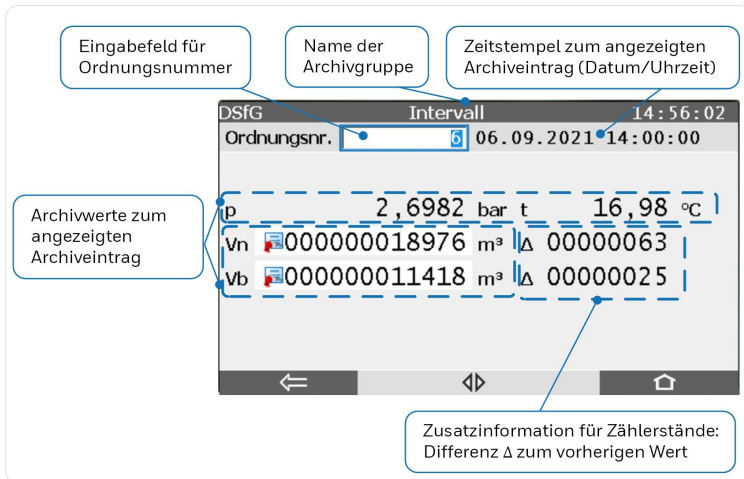 Eingabefeld für
Ordnungsnummer
Name der
Archivgruppe
Zeitstempel zum angezeigten
Archiveintrag (Datum/Uhrzeit)
DSfG Intervall 14:56:02
Ordnungsnr. 6 06.09.2021 14:00:00
Archivwerte zum
angezeigten
Archiveintrag
p 2,6982 bar t 16,98 °C
Vn 000000018976 m³ Δ 00000063
Vb 000000011418 m³ Δ 00000025
Zusatzinformation für Zählerstände:
Differenz Δ zum vorherigen Wert